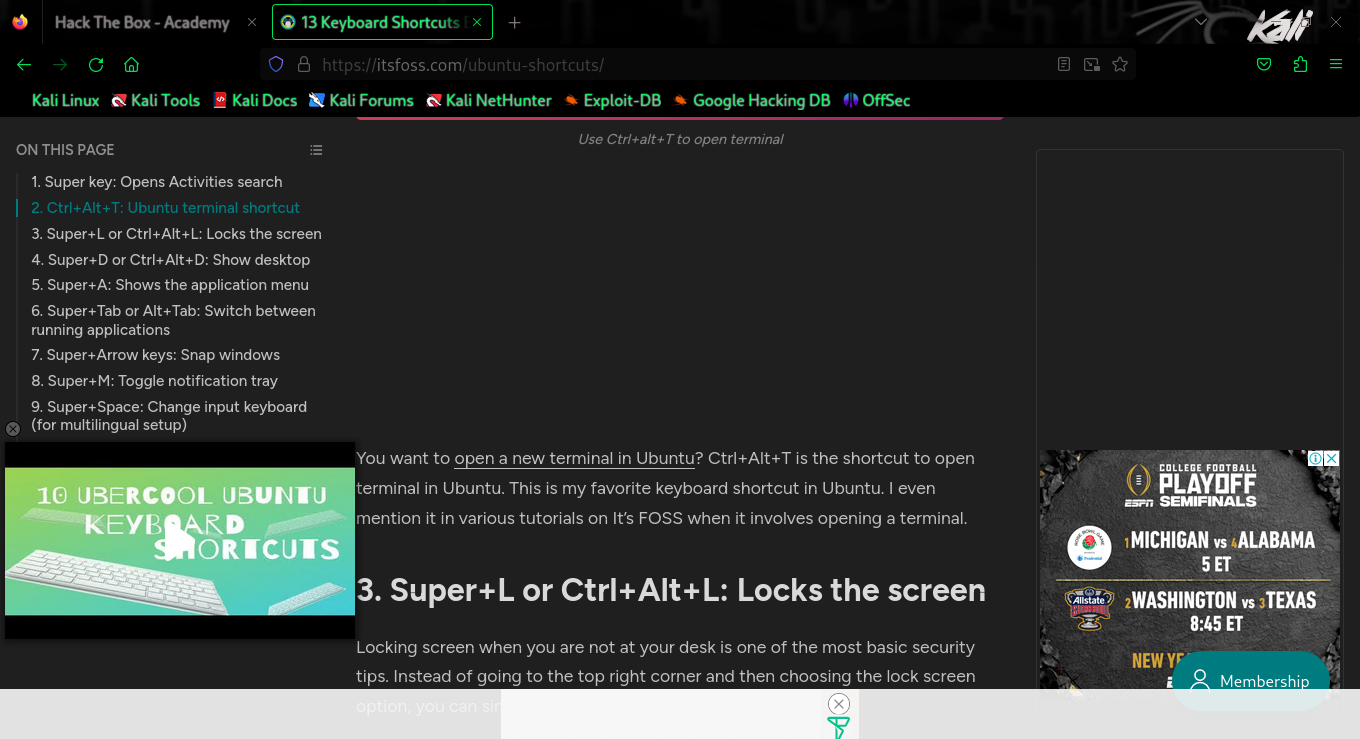 Hack The Box - Academy
13 Keyboard Shortcuts
KALI
https://itsfoss.com/ubuntu-shortcuts/
Kali Linux
Kali Tools
Kali Docs
Kali Forums
Kali NetHunter
Exploit-DB
Google Hacking DB
OffSec
ON THIS PAGE
1. Super key: Opens Activities search
2. Ctrl+Alt+T: Ubuntu terminal shortcut
3. Super+L or Ctrl+Alt+L: Locks the screen
4. Super+D or Ctrl+Alt+D: Show desktop
5. Super+A: Shows the application menu
6. Super+Tab or Alt+Tab: Switch between
running applications
7. Super+Arrow keys: Snap windows
8. Super+M: Toggle notification tray
9. Super+Space: Change input keyboard
(for multilingual setup)
10 UBERCOOL UBUNTU
KEYBOARD
SHORTCUTS
Use Ctrl+alt+T to open terminal
You want to open a new terminal in Ubuntu? Ctrl+Alt+T is the shortcut to open
terminal in Ubuntu. This is my favorite keyboard shortcut in Ubuntu. I even
mention it in various tutorials on It’s FOSS when it involves opening a terminal.
3. Super+L or Ctrl+Alt+L: Locks the screen
Locking screen when you are not at your desk is one of the most basic security
tips. Instead of going to the top right corner and then choosing the lock screen
option, you can
COLLEGE FOOTBALL
PLAYOFF
ESPN SEMIFINALS
1 MICHIGAN vs 4 ALABAMA
5 ET
Allstate
2 WASHINGTON vs 3 TEXAS
8:45 ET
NEW
Membership